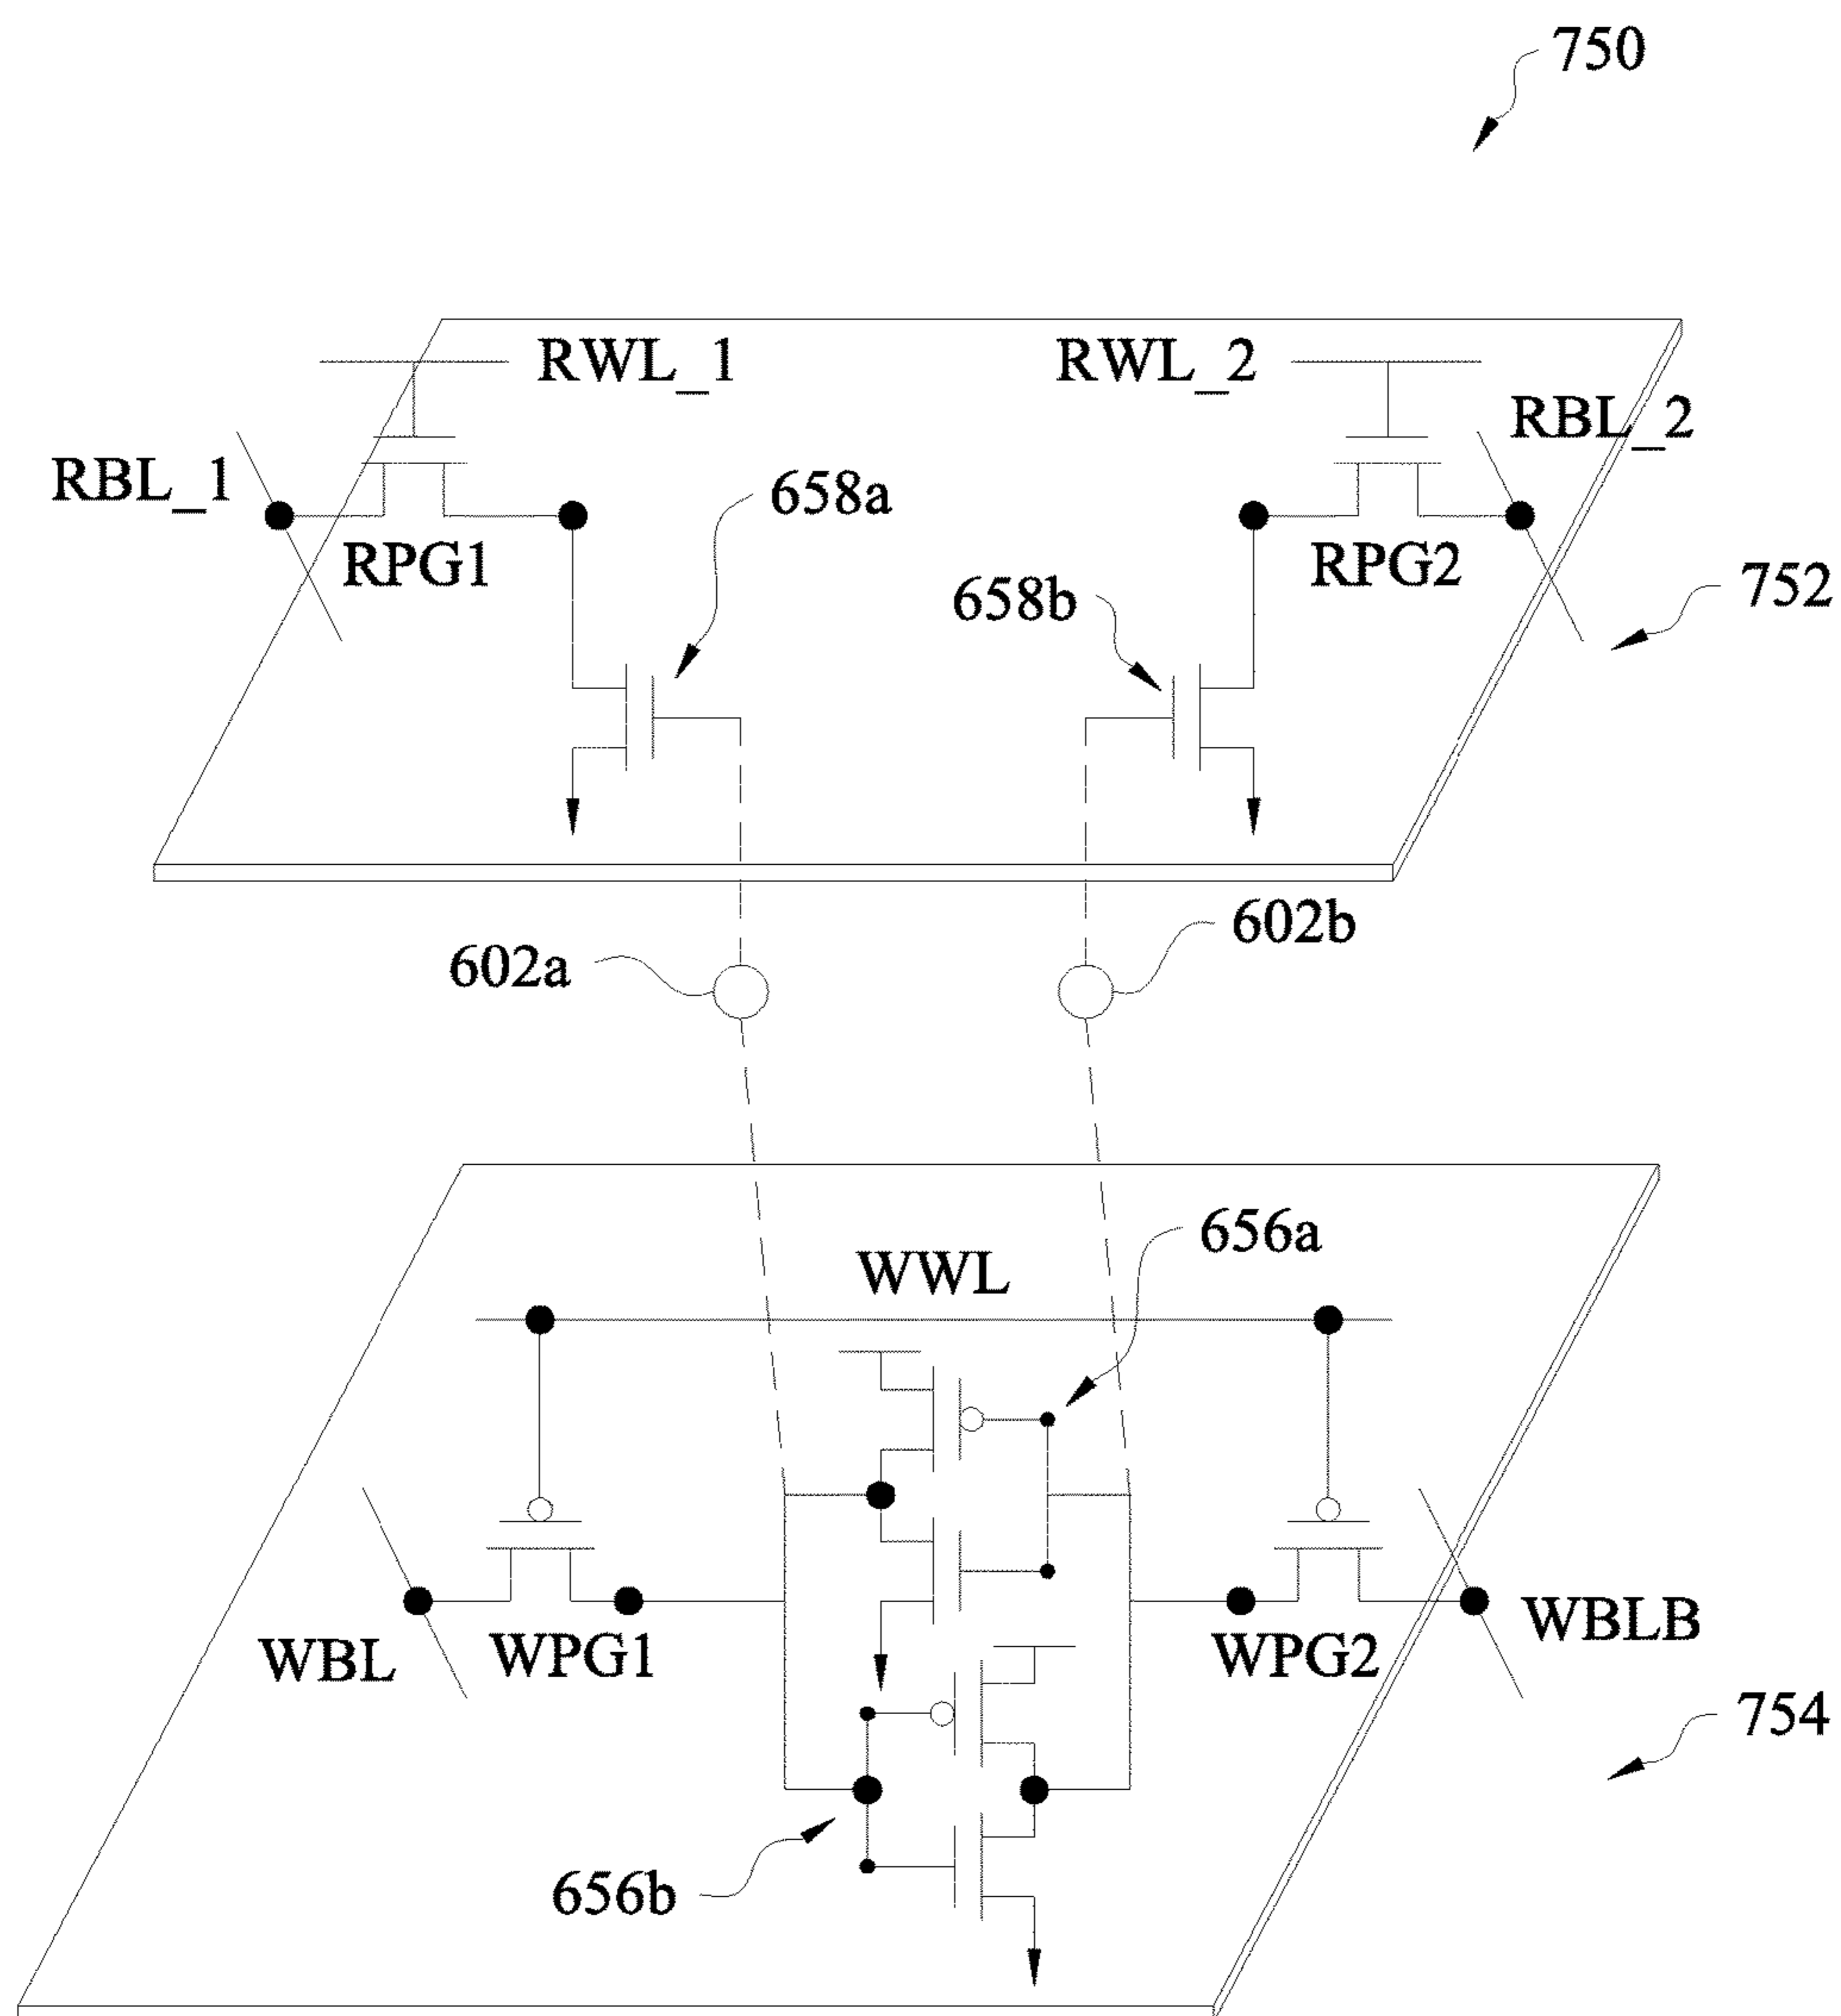 750
RWL_1
RWL_2
RBL_2
RBL_1
658a
RPG1
RPG2
658b
752
602b
602a
656a
WWL
WBLB
WBL
WPG1
WPG2
754
656b